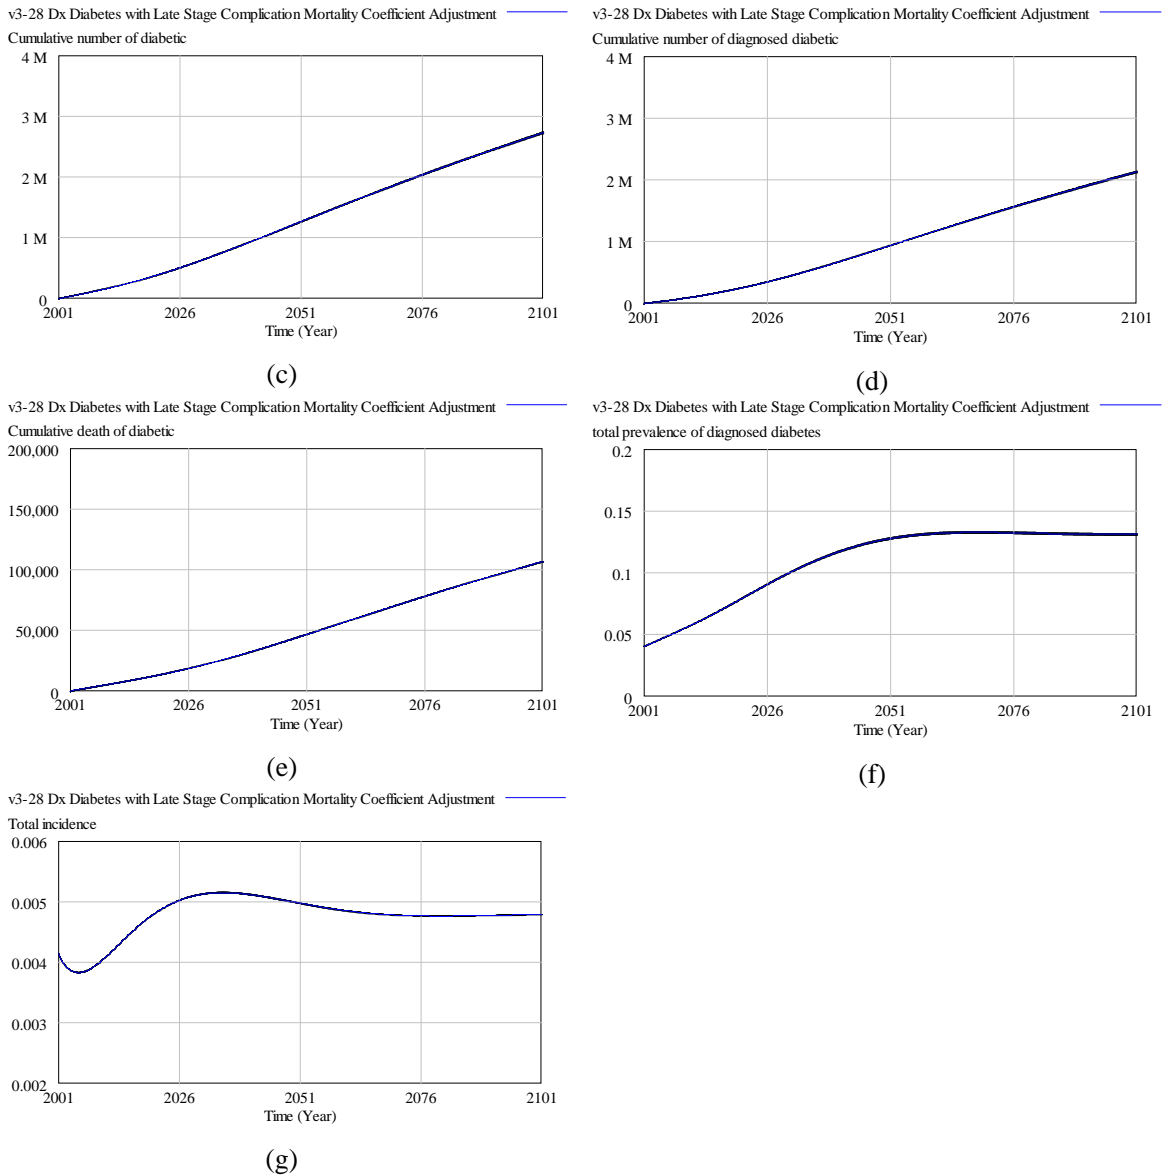 v3-28 Dx Diabetes with Late Stage Complication Mortality Coefficient Adjustment
Cumulative number of diabetic
4 M
3 M
2 M
1 M
0
2001 2026 2051 2076 2101
Time (Year)
(c)
v3-28 Dx Diabetes with Late Stage Complication Mortality Coefficient Adjustment
Cumulative number of diagnosed diabetic
4 M
3 M
2 M
1 M
0
2001 2026 2051 2076 2101
Time (Year)
(d)
v3-28 Dx Diabetes with Late Stage Complication Mortality Coefficient Adjustment
Cumulative death of diabetic
200,000
150,000
100,000
50,000
0
2001 2026 2051 2076 2101
Time (Year)
(e)
v3-28 Dx Diabetes with Late Stage Complication Mortality Coefficient Adjustment
total prevalence of diagnosed diabetes
0.2
0.15
0.1
0.05
0
2001 2026 2051 2076 2101
Time (Year)
(f)
v3-28 Dx Diabetes with Late Stage Complication Mortality Coefficient Adjustment
Total incidence
0.006
0.005
0.004
0.003
0.002
2001 2026 2051 2076 2101
Time (Year)
(g)